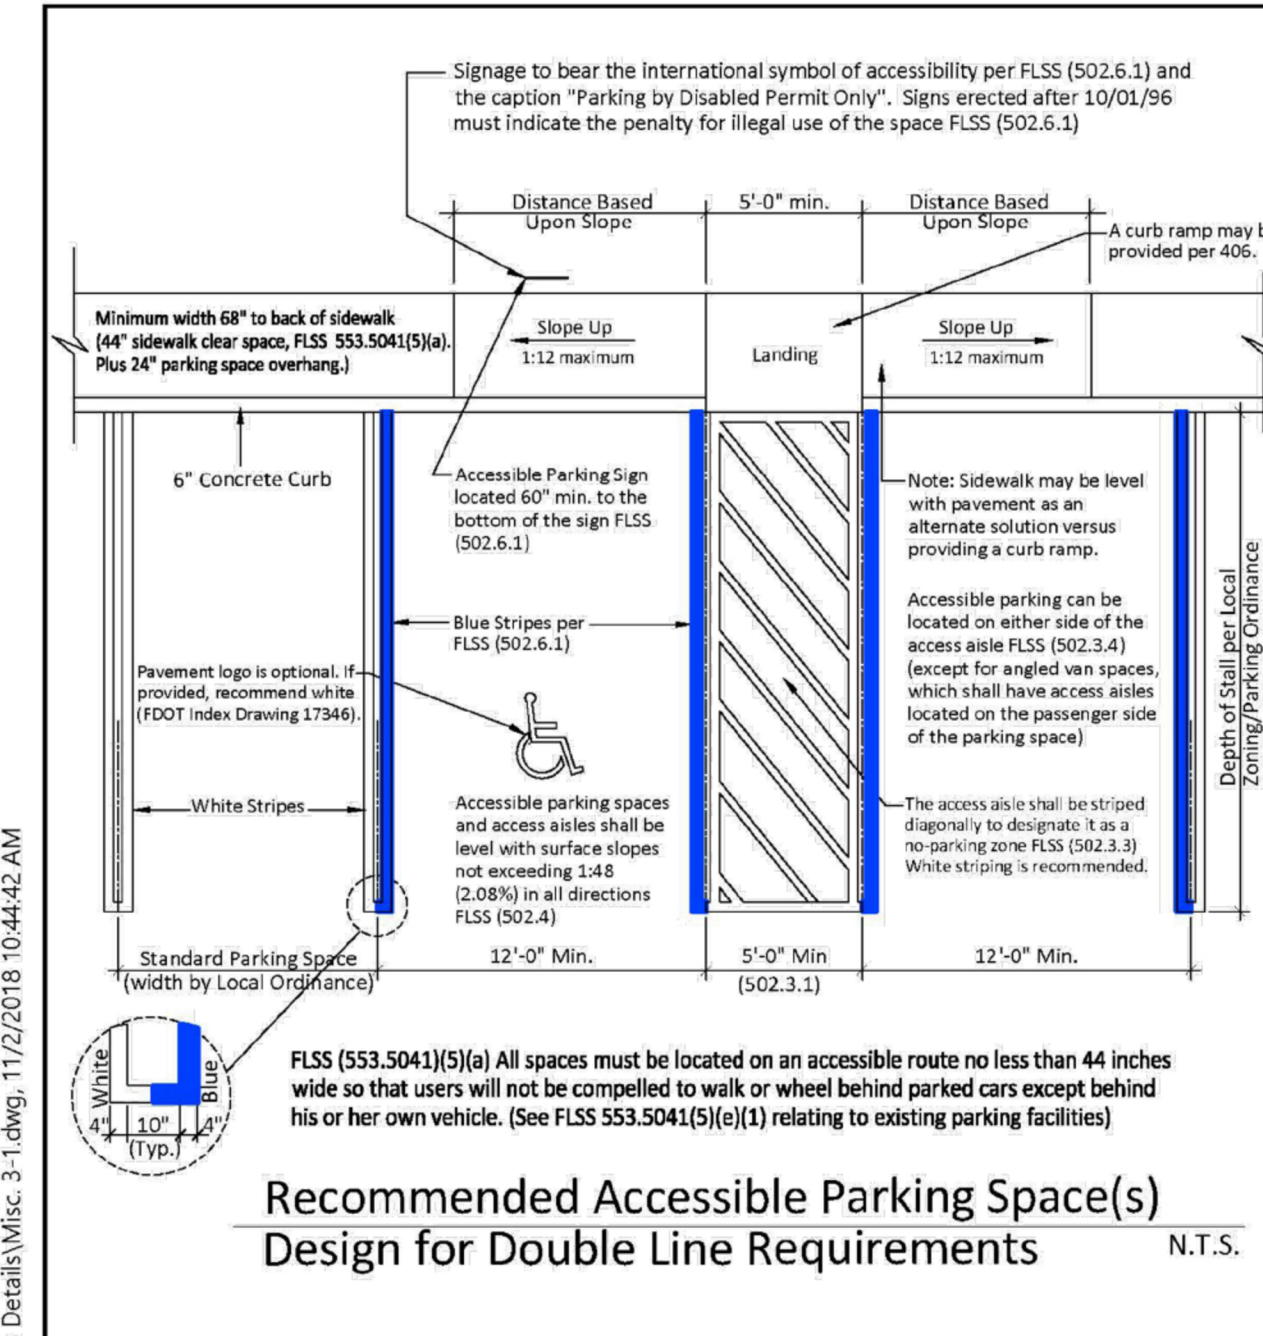 Signage to bear the international symbol of accessibility per FLSS (502.6.1) and
the caption "Parking by Disabled Permit Only". Signs erected after 10/01/96
must indicate the penalty for illegal use of the space FLSS (502.6.1)
Distance Based
Upon Slope
5'-0" min.
Distance Based
Upon Slope
A curb ramp may b
provided per 406.
Minimum width 68" to back of sidewalk
(44" sidewalk clear space, FLSS 553.5041(5)(a).
Plus 24" parking space overhang.)
Slope Up
1:12 maximum
Landing
Slope Up
1:12 maximum
6" Concrete Curb
Accessible Parking Sign
located 60" min. to the
bottom of the sign FLSS
(502.6.1)
Note: Sidewalk may be level
with pavement as an
alternate solution versus
providing a curb ramp.
Blue Stripes per
FLSS (502.6.1)
Accessible parking can be
located on either side of the
access aisle FLSS (502.3.4)
(except for angled van spaces,
which shall have access aisles
located on the passenger side
of the parking space)
Depth of Stall per Local
Zoning/Parking Ordinance
Pavement logo is optional. If
provided, recommend white
(FDOT Index Drawing 17346).
White Stripes
Accessible parking spaces
and access aisles shall be
level with surface slopes
not exceeding 1:48
(2.08%) in all directions
FLSS (502.4)
The access aisle shall be striped
diagonally to designate it as a
no-parking zone FLSS (502.3.3)
White striping is recommended.
Standard Parking Space
(width by Local Ordinance)
12'-0" Min.
5'-0" Min
(502.3.1)
12'-0" Min.
White
Blue
4"
10"
(Typ.)
4"
FLSS (553.5041)(5)(a) All spaces must be located on an accessible route no less than 44 inches
wide so that users will not be compelled to walk or wheel behind parked cars except behind
his or her own vehicle. (See FLSS 553.5041(5)(e)(1) relating to existing parking facilities)
Recommended Accessible Parking Space(s)
Design for Double Line Requirements
N.T.S.
Details\Misc. 3-1.dwg, 11/2/2018 10:44:42 AM